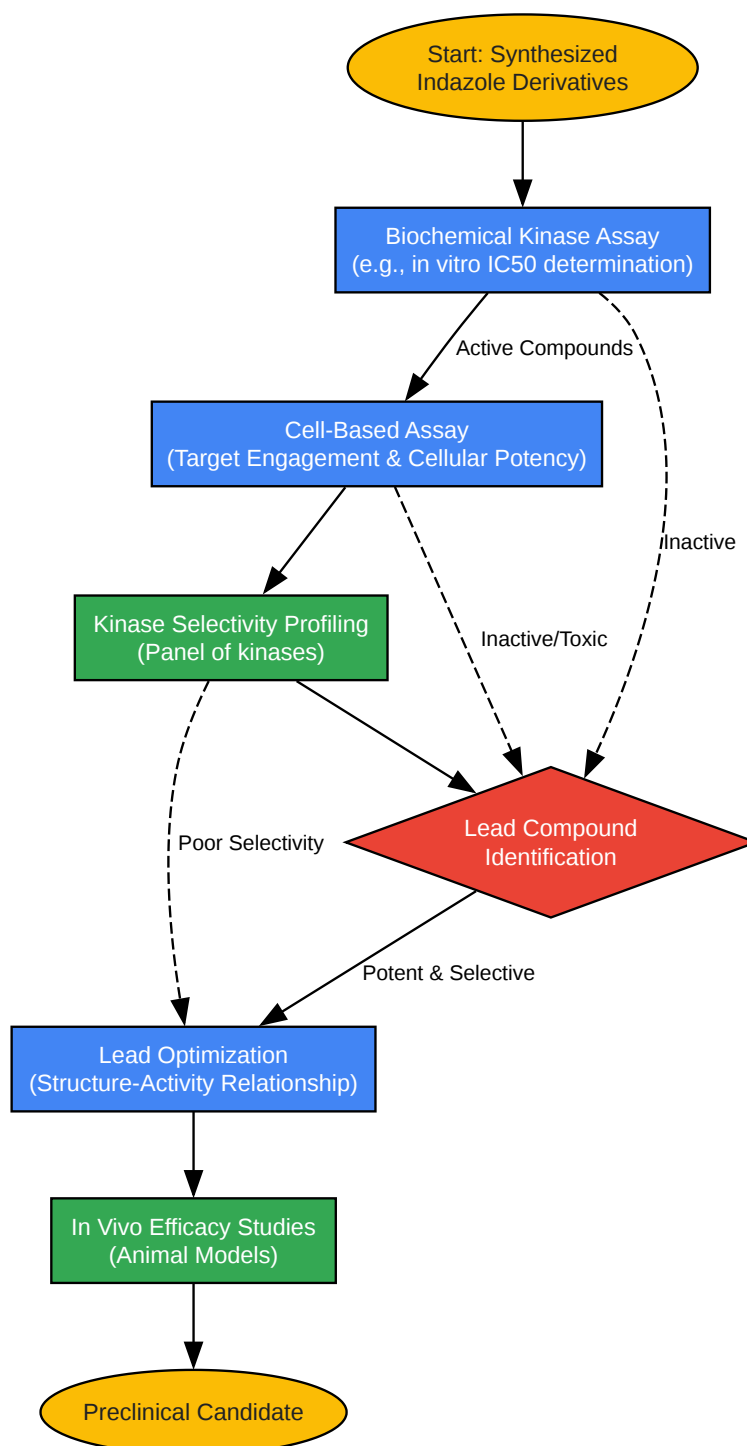 Start: Synthesized
Indazole Derivatives
Biochemical Kinase Assay
(e.g., in vitro IC50 determination)
Active Compounds
Cell-Based Assay
(Target Engagement & Cellular Potency)
Inactive
Kinase Selectivity Profiling
(Panel of kinases)
Inactive/Toxic
Poor Selectivity
Lead Compound
Identification
Potent & Selective
Lead Optimization
(Structure-Activity Relationship)
In Vivo Efficacy Studies
(Animal Models)
Preclinical Candidate